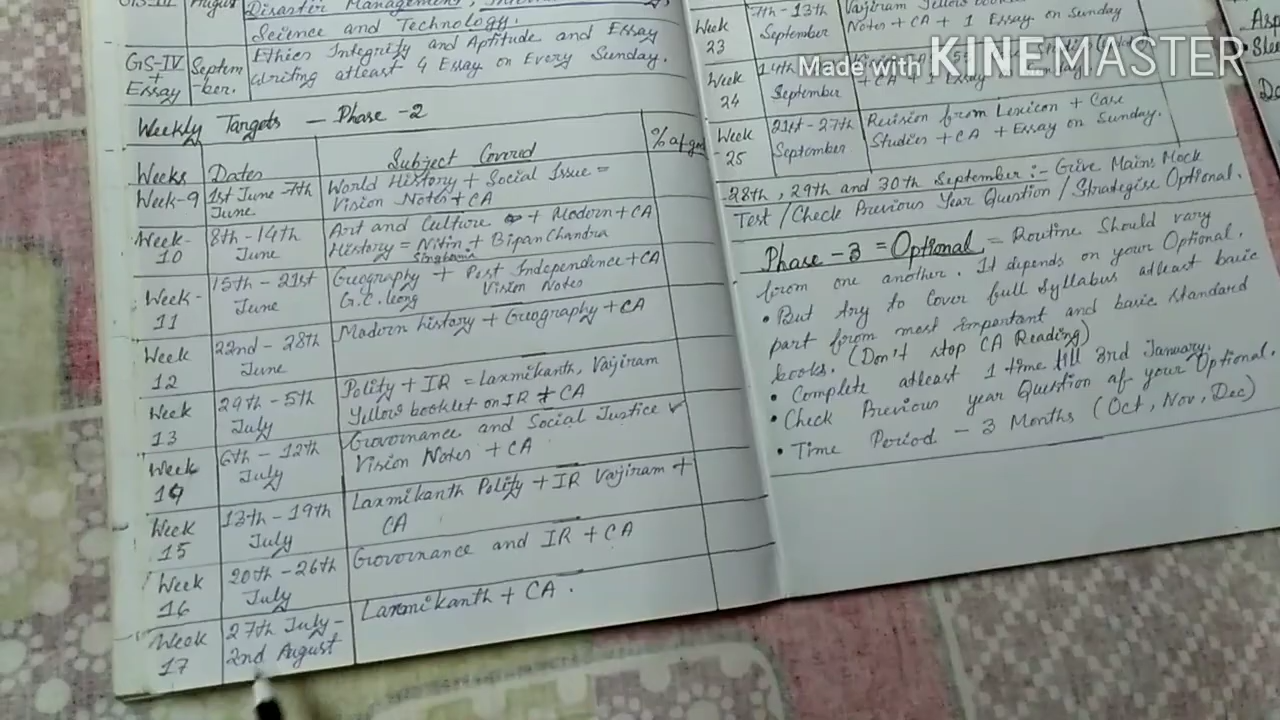 GS-III August Disaster Management,
Science and Technology.
GS-IV + Essay Septem-ber. Ethics Integrity and Aptitude and Essay
writing atleast 4 Essay on Every Sunday.
Weekly Targets - Phase -2
Weeks Dates Subject Covered % of
Week-9 1st June -7th June World History + Social Issue =
Vision Notes + CA
Week-10 8th - 14th June Art and Culture + Modern + CA
History = Nitin Singhania + Bipan Chandra
Week-11 15th - 21st June Geography + Post Independence + CA
G.C. leong Vision Notes
Week 12 22nd - 28th June Modern history + Geography + CA
Week 13 29th - 5th July Polity + IR = Laxmikanth, Vajiram
Yellow booklet on IR + CA
Week 14 6th - 12th July Governance and Social Justice ✓
Vision Notes + CA
Week 15 13th - 19th July Laxmikanth Polity + IR Vajiram +
CA
Week 16 20th - 26th July Governance and IR + CA
Week 17 27th July - 2nd August Laxmikanth + CA.
Week 23 7th - 13th September Vajiram Yellow
Notes + CA + 1 Essay on Sunday
Week 24 14th September
+ CA + 1 Essay
Week -25 21st - 27th September Revision from Lexicon + Case
Studies + CA + Essay on Sunday.
28th, 29th and 30th September :- Give Mains Mock
Test / Check Previous Year Question / Strategise Optional.
Phase -3 = Optional = Routine Should vary
from one another. It depends on your Optional.
• But try to Cover full Syllabus atleast basic
part from most important and basic standard
books. (Don't stop CA Reading)
• Complete atleast 1 time till 3rd January.
• Check Previous year Question of your Optional.
• Time Period - 3 Months (Oct, Nov, Dec)
Made with KINEMASTER